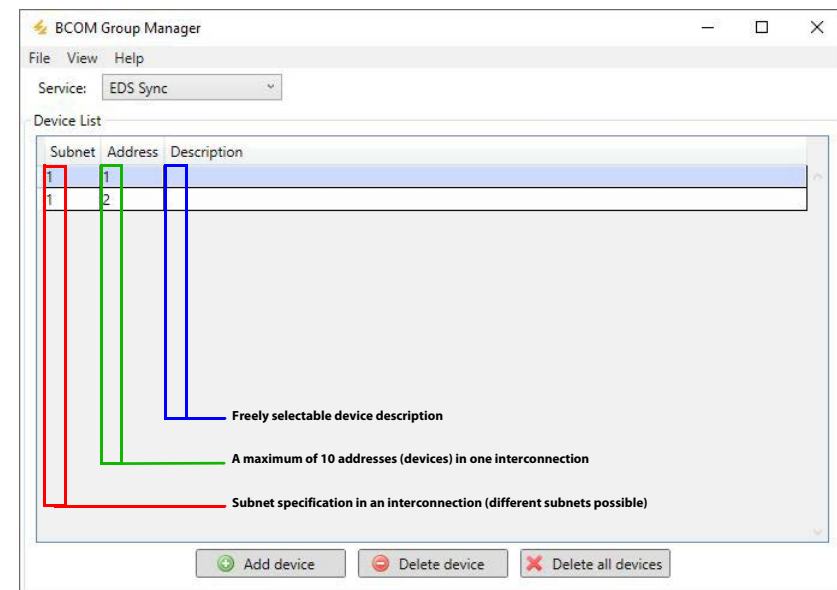 BCOM Group Manager
File View Help
Service: EDS Sync
Device List
Subnet Address Description
1 1
1 2
Freely selectable device description
A maximum of 10 addresses (devices) in one interconnection
Subnet specification in an interconnection (different subnets possible)
Add device Delete device Delete all devices